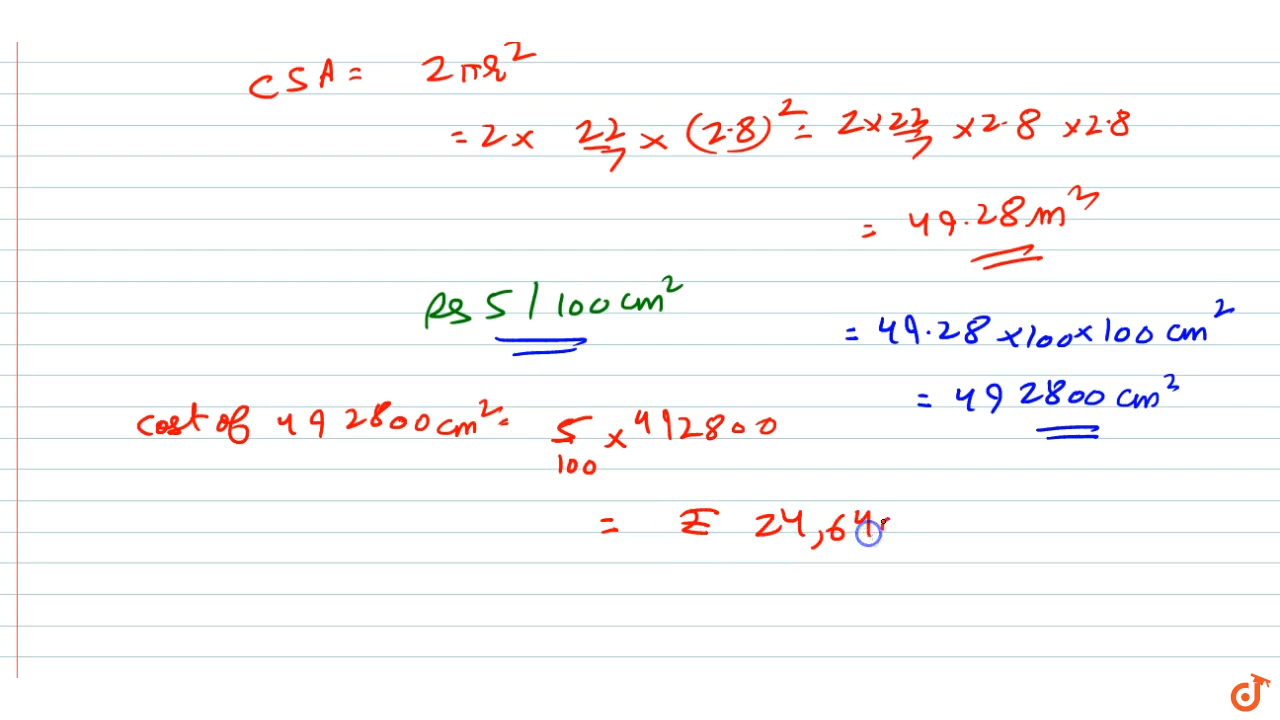 CSA = 2πr²
= 2 × 22/7 × (2.8)² = 2 × 22/7 × 2.8 × 2.8
= 49.28 m²
Rs 5 / 100 cm²
= 49.28 × 100 × 100 cm²
= 492800 cm²
cost of 492800 cm² = 5/100 × 492800
= ₹ 24,64